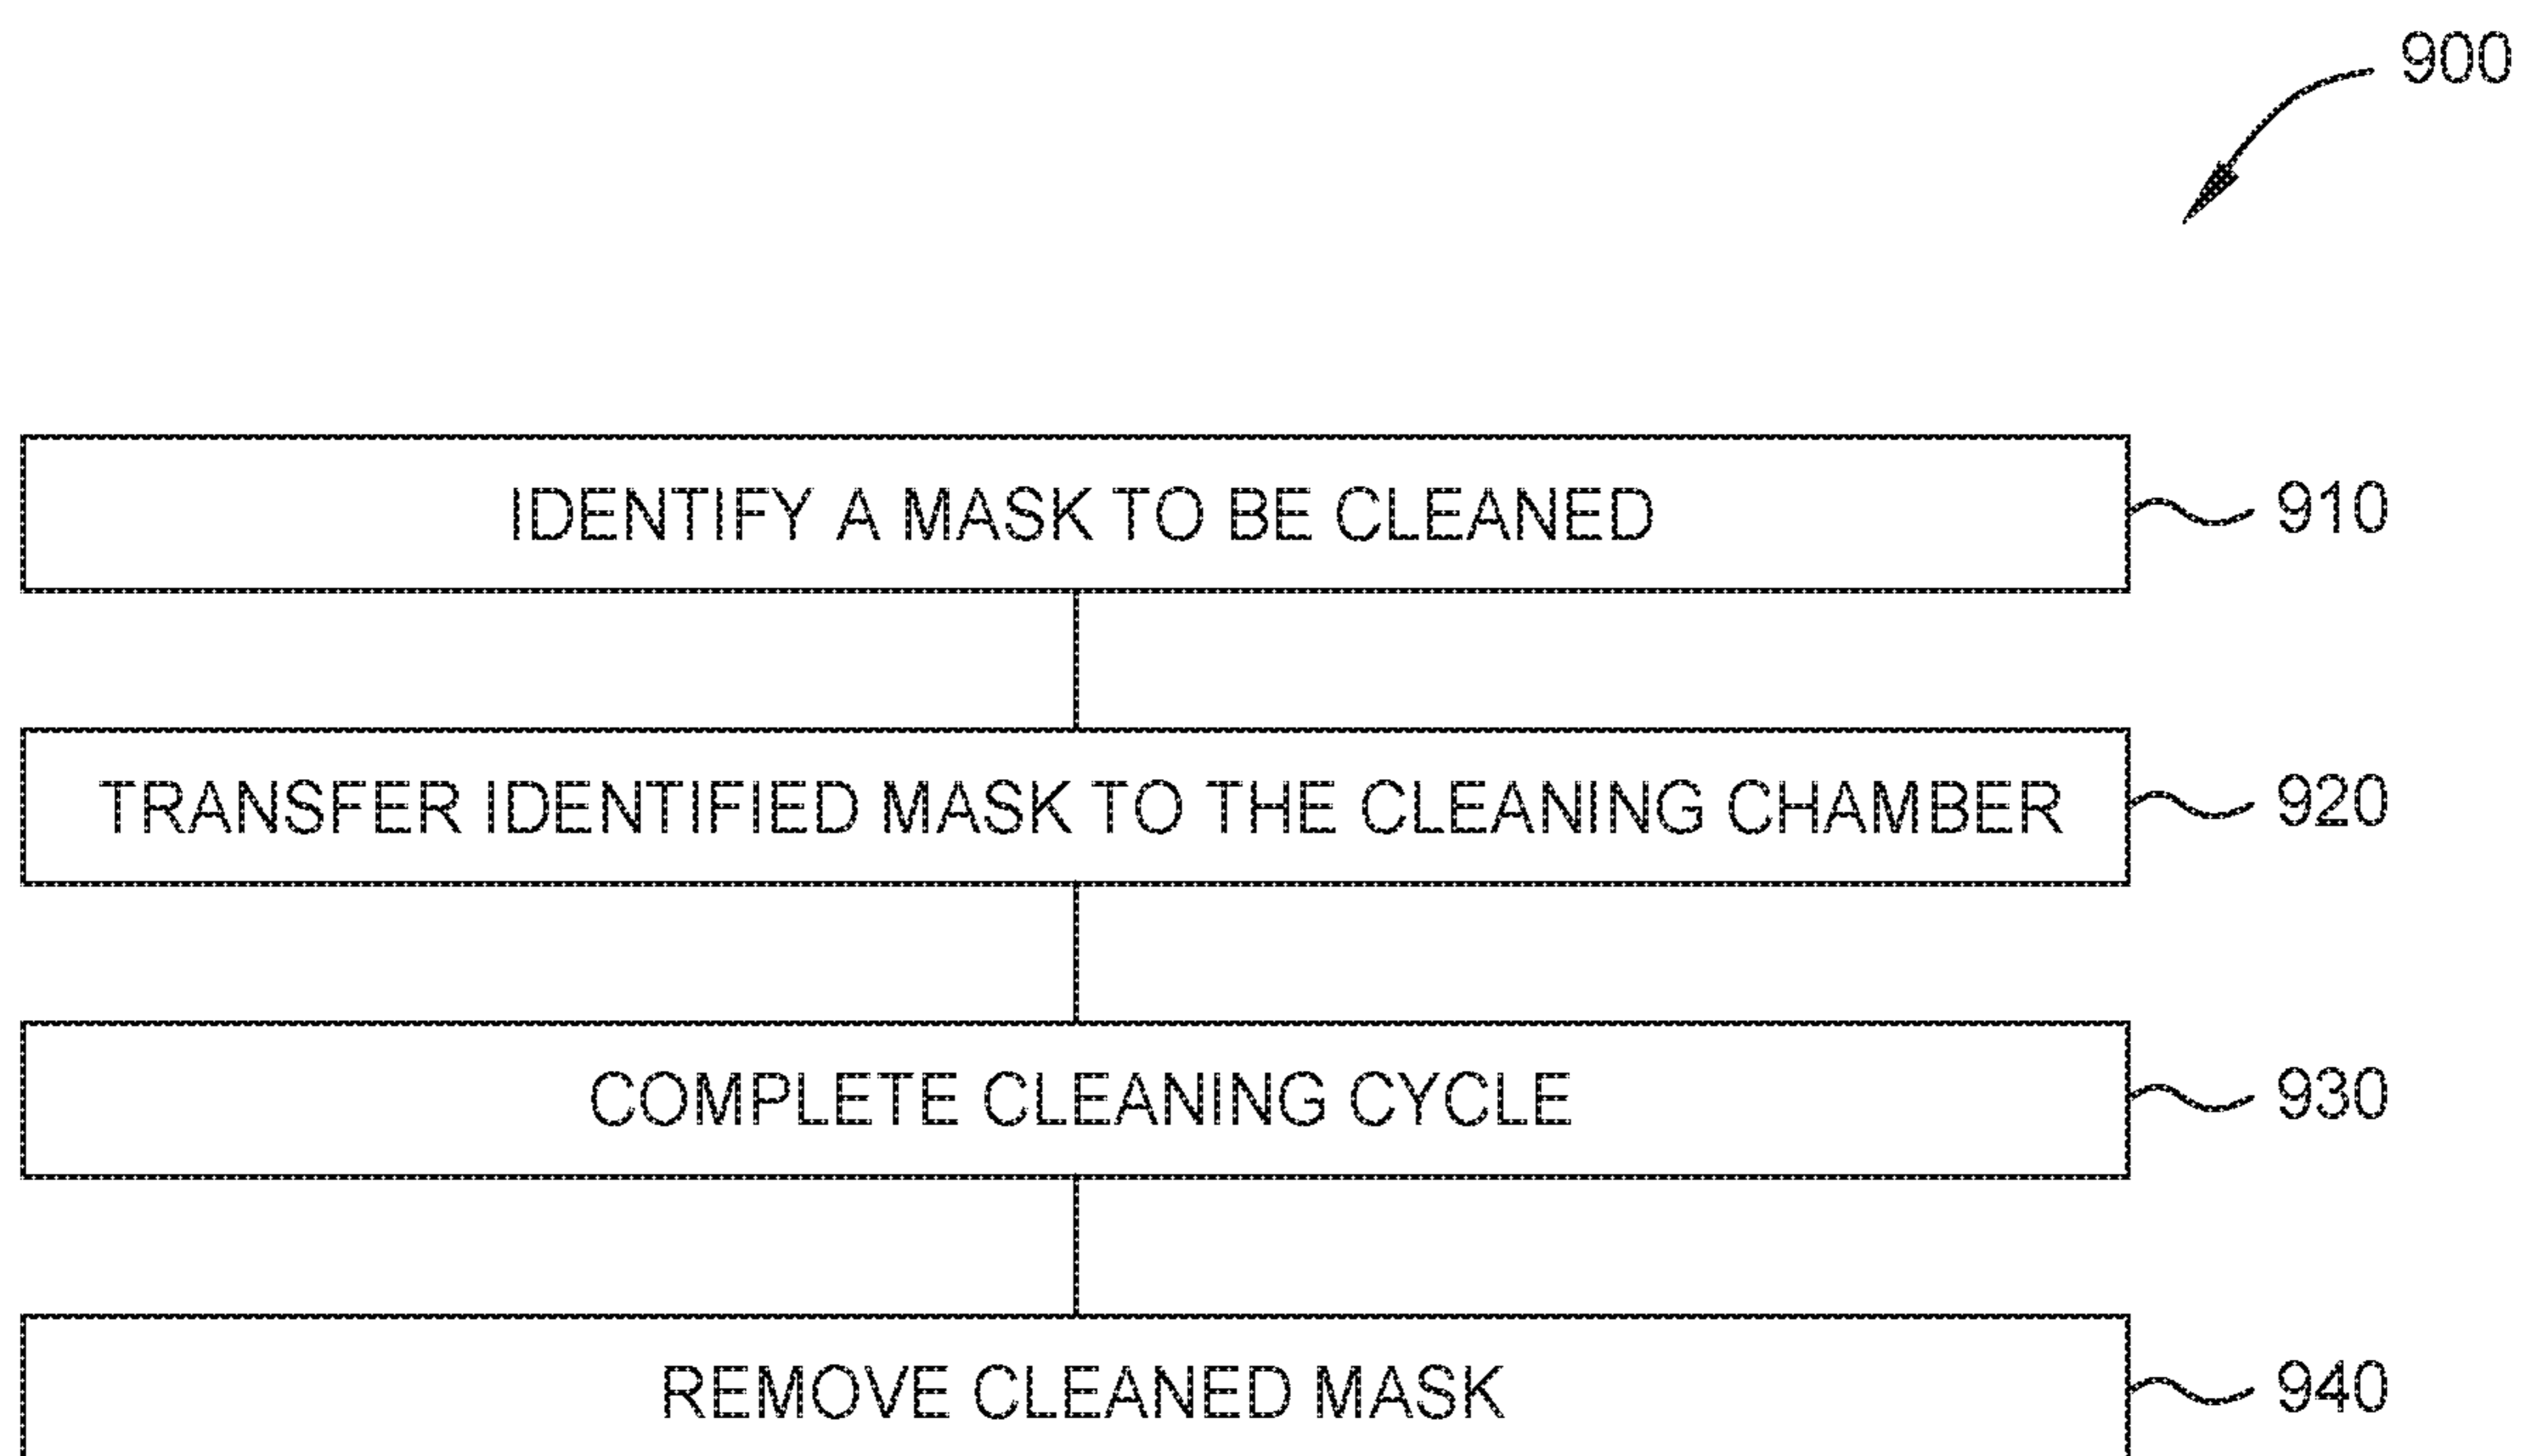 900
IDENTIFY A MASK TO BE CLEANED 910
TRANSFER IDENTIFIED MASK TO THE CLEANING CHAMBER 920
COMPLETE CLEANING CYCLE 930
REMOVE CLEANED MASK 940